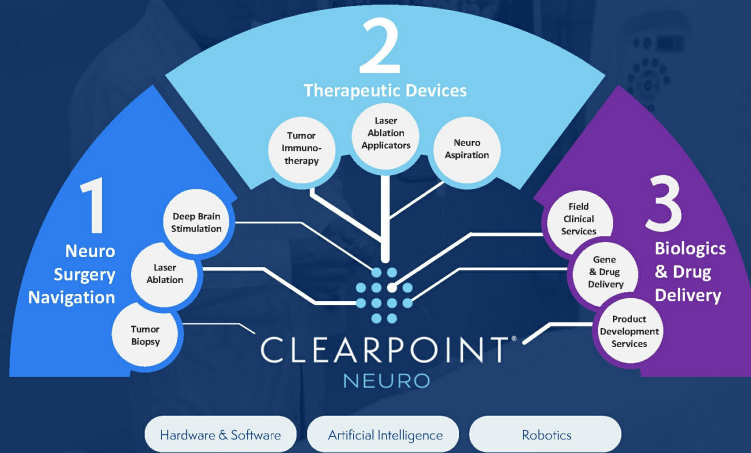 1
Neuro
Surgery
Navigation
Deep Brain
Stimulation
Laser
Ablation
Tumor
Biopsy
2
Therapeutic Devices
Tumor
Immuno-
therapy
Laser
Ablation
Applicators
Neuro
Aspiration
3
Biologics
& Drug
Delivery
Field
Clinical
Services
Gene
& Drug
Delivery
Product
Development
Services
CLEARPOINT®
NEURO
Hardware & Software
Artificial Intelligence
Robotics